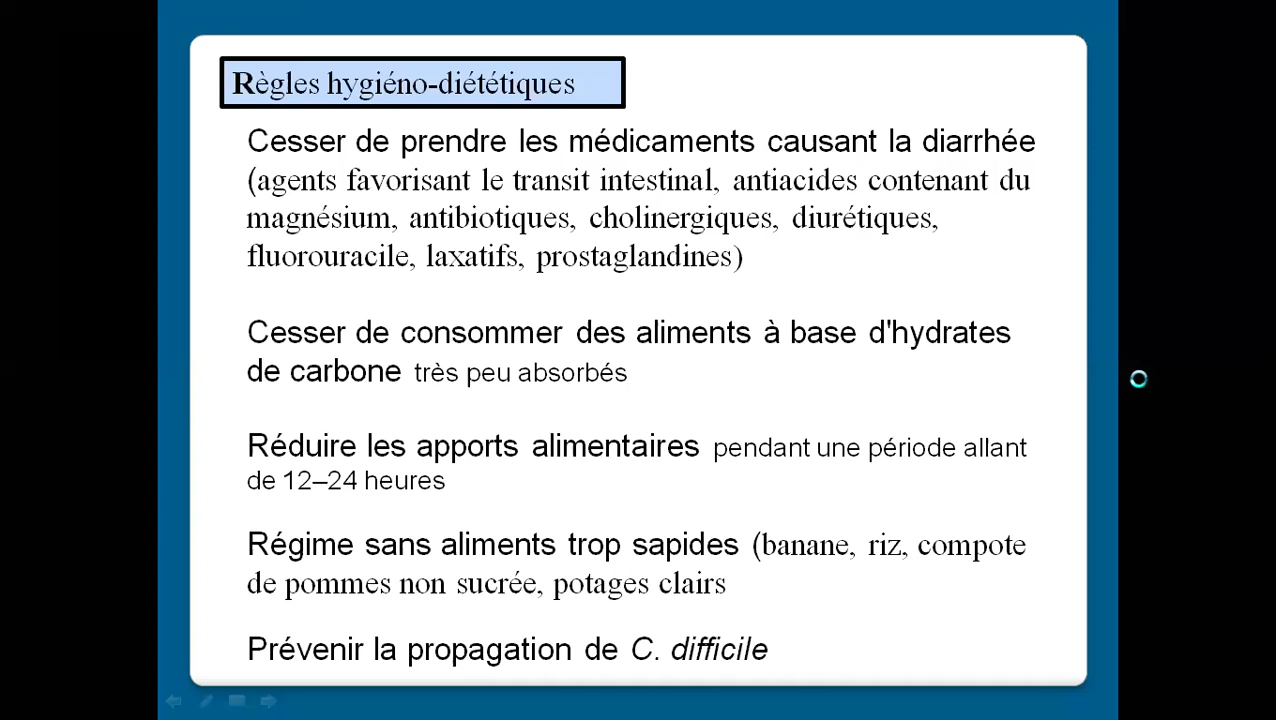 Règles hygiéno-diététiques
Cesser de prendre les médicaments causant la diarrhée
(agents favorisant le transit intestinal, antiacides contenant du
magnésium, antibiotiques, cholinergiques, diurétiques,
fluorouracile, laxatifs, prostaglandines)
Cesser de consommer des aliments à base d'hydrates
de carbone très peu absorbés
Réduire les apports alimentaires pendant une période allant
de 12–24 heures
Régime sans aliments trop sapides (banane, riz, compote
de pommes non sucrée, potages clairs
Prévenir la propagation de C. difficile